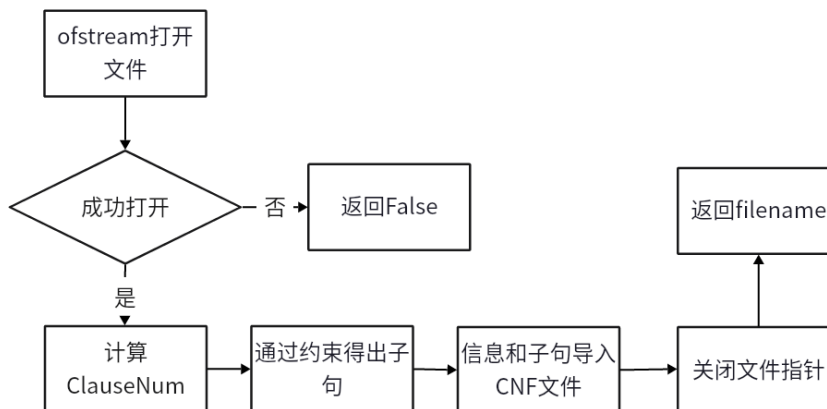 ofstream打开
文件
成功打开
否
返回False
返回filename
是
计算
ClauseNum
通过约束得出子
句
信息和子句导入
CNF文件
关闭文件指针